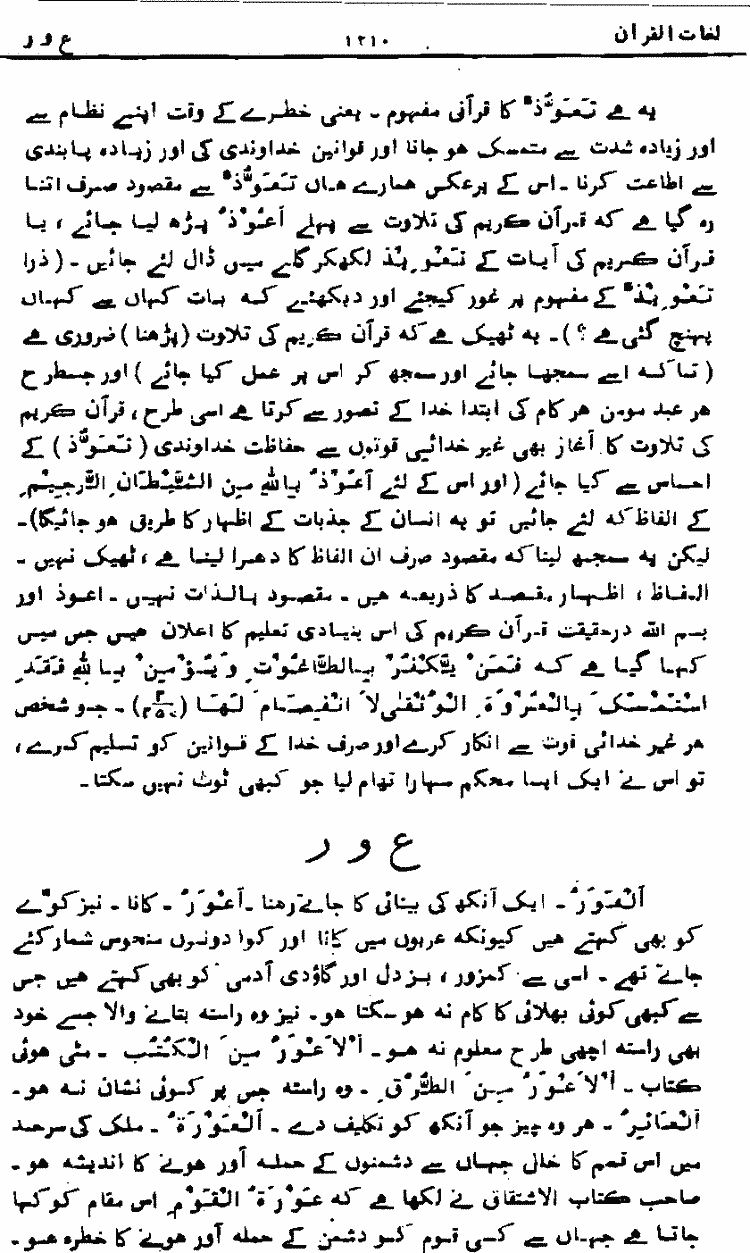 لغات القرآن ۱۲۱۰ ع و ر
یہ ہے تَعَوُّذٌ کا قرآنی مفہوم ۔ یعنی خطرے کے وقت اپنے نظام سے
اور زیادہ شدت سے متمسک ہو جانا اور قوانین خداوندی کی اور زیادہ پابندی
سے اطاعت کرنا ۔ اس کے برعکس ہمارے ہاں تَعَوُّذٌ سے مقصود صرف اتنا
رہ گیا ہے کہ قرآن کریم کی تلاوت سے پہلے اَعُوْذُ پڑھ لیا جائے ، یا
قرآن کریم کی آیات کے تَعْوِیْذ لکھکر گلے میں ڈال لئے جائیں ۔ ( ذرا
تَعْوِیْذٌ کے مفہوم پر غور کیجئے اور دیکھئے کہ بات کہاں سے کہاں
پہنچ گئی ہے ؟ ) ۔ یہ ٹھیک ہے کہ قرآن کریم کی تلاوت ( پڑھنا ) ضروری ہے
( تاکہ اسے سمجھا جائے اور سمجھ کر اس پر عمل کیا جائے ) اور جسطرح
ہر عبد مومن ہر کام کی ابتدا خدا کے تصور سے کرتا ہے اسی طرح ، قرآن کریم
کی تلاوت کا آغاز بھی غیر خدائی قوتوں سے حفاظت خداوندی ( تَعَوُّذ ) کے
احساس سے کیا جائے ( اور اس کے لئے اَعُوْذُ بِاللہِ مِنَ الشَّیْطَانِ الرَّجِیْمِ
کے الفاظ کہ لئے جائیں تو یہ انسان کے جذبات کے اظہار کا طریق ہو جائیگا) ۔
لیکن یہ سمجھ لینا کہ مقصود صرف ان الفاظ کا دھرا لینا ہے ، ٹھیک نہیں ۔
الفاظ ، اظہار مقصد کا ذریعہ ہیں ۔ مقصود بالذات نہیں ۔ اعوذ اور
بسم اللہ درحقیقت قرآن کریم کی اس بنیادی تعلیم کا اعلان ہیں جس میں
کہا گیا ہے کہ فَمَنْ یَّکْفُرْ بِالطَّاغُوْتِ وَ یُؤْمِنْ بِاللہِ فَقَدِ
اسْتَمْسَکَ بِالْعُرْوَۃِ الْوُثْقٰی لَا انْفِصَامَ لَھَا (۲/۲۵۶) ۔ جو شخص
ہر غیر خدائی قوت سے انکار کرے اور صرف خدا کے قوانین کو تسلیم کرے ،
تو اس نے ایک ایسا محکم سہارا تھام لیا جو کبھی ٹوٹ نہیں سکتا ۔
ع و ر
اَلْعَوَرُ ۔ ایک آنکھ کی بینائی کا جاتے رہنا ۔ اَعْوَرُ ۔ کانا ۔ نیز کوّے
کو بھی کہتے ہیں کیونکہ عربوں میں کانا اور کوا دونوں منحوس شمار کئے
جاتے تھے ۔ اسی سے کمزور ، بزدل اور گاؤدی آدمی کو بھی کہتے ہیں جس
سے کبھی کوئی بھلائی کا کام نہ ہو سکتا ہو ۔ نیز وہ راستہ بتانے والا جسے خود
بھی راستہ اچھی طرح معلوم نہ ہو ۔ اَلْاَعْوَرُ مِنَ الْکُتُبِ ۔ مٹی ہوئی
کتاب ۔ اَلْاَعْوَرُ مِنَ الطُّرُقِ ۔ وہ راستہ جس پر کوئی نشان نہ ہو ۔
اَلْعَائِرُ ۔ ہر وہ چیز جو آنکھ کو تکلیف دے ۔ اَلْعَوْرَۃُ ۔ ملک کی سرحد
میں اس قسم کا خالی جہاں سے دشمنوں کے حملہ آور ہونے کا اندیشہ ہو ۔
صاحب کتاب الاشتقاق نے لکھا ہے کہ عَوْرَۃُ الْقَوْمِ اس مقام کو کہا
جاتا ہے جہاں سے کسی قوم کو دشمن کے حملہ آور ہونے کا خطرہ ہو ۔